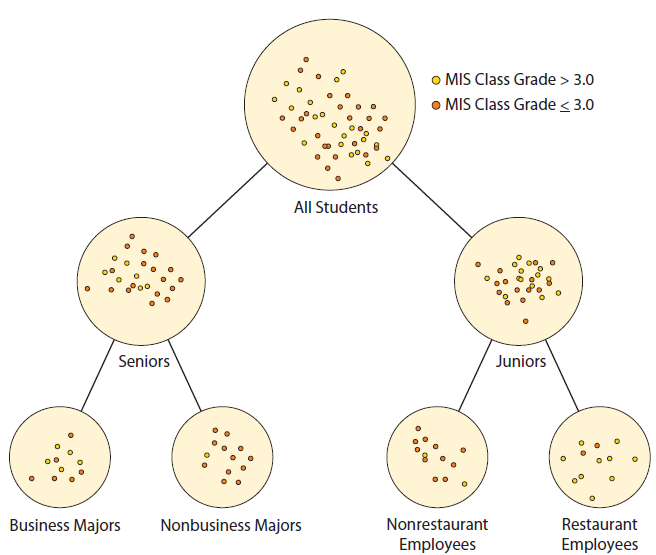 MIS Class Grade > 3.0
MIS Class Grade ≤ 3.0
All Students
Seniors
Juniors
Business Majors
Nonbusiness Majors
Nonrestaurant
Employees
Restaurant
Employees